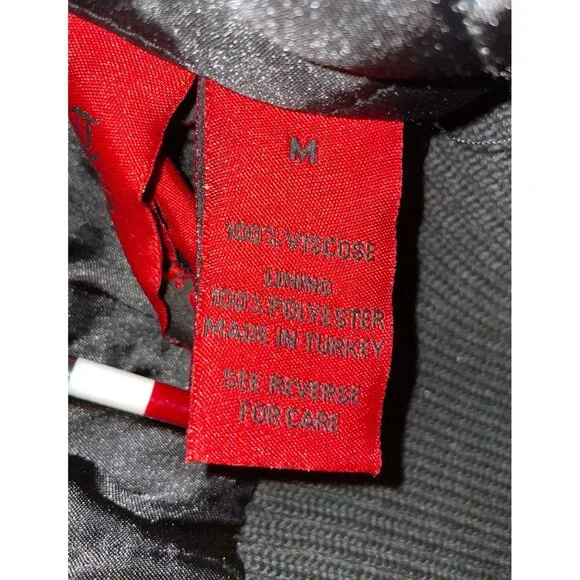 M
100% VISCOSE
LINING
100% POLYESTER
MADE IN TURKEY
SEE REVERSE
FOR CARE